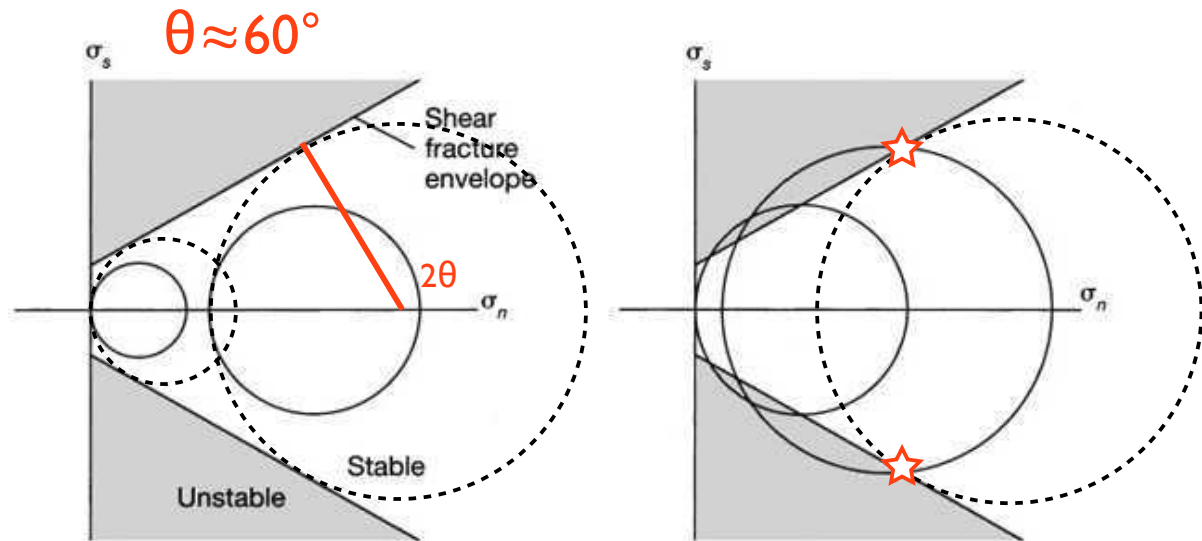 θ≈60°
σs
Shear
fracture
envelope
2θ
σn
Stable
Unstable
σs
σn